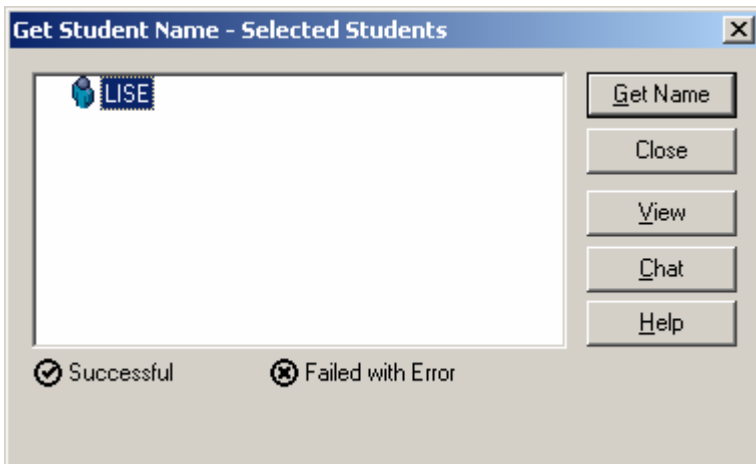 Get Student Name - Selected Students
LISE
Get Name
Close
View
Chat
Help
Successful
Failed with Error